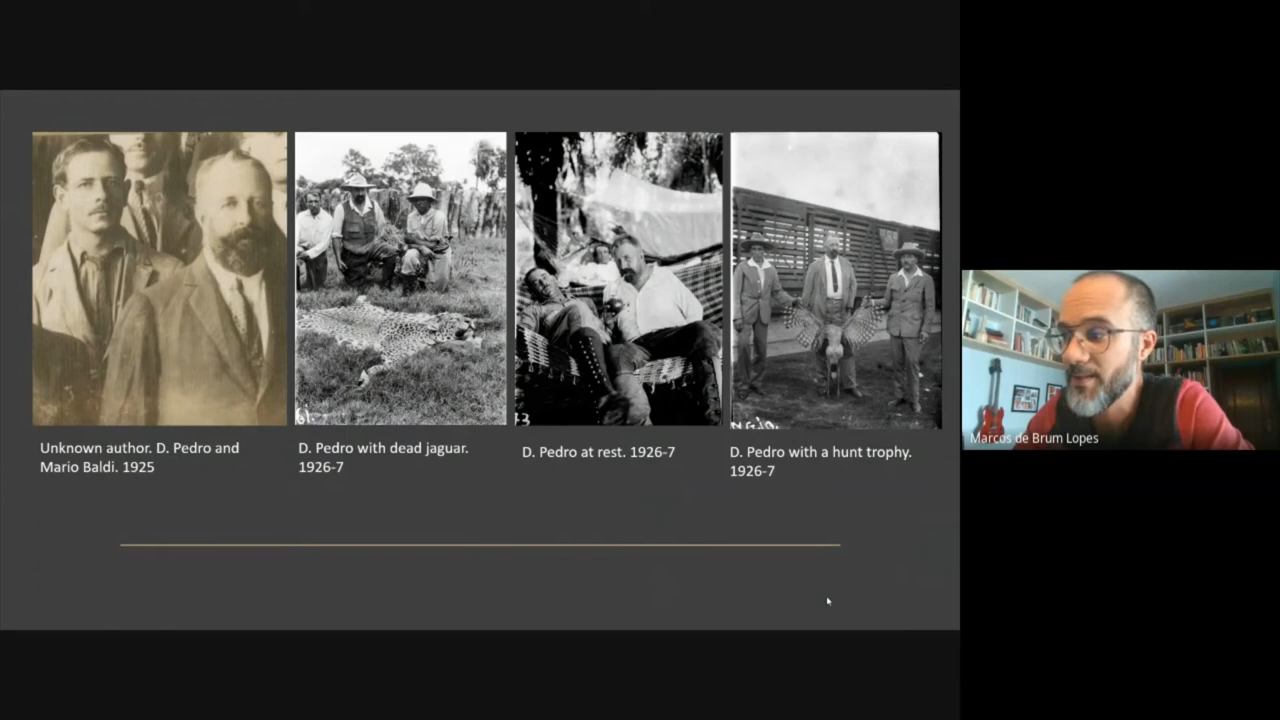 Unknown author. D. Pedro and
Mario Baldi. 1925
D. Pedro with dead jaguar.
1926-7
D. Pedro at rest. 1926-7
D. Pedro with a hunt trophy.
1926-7
Marcos de Brum Lopes